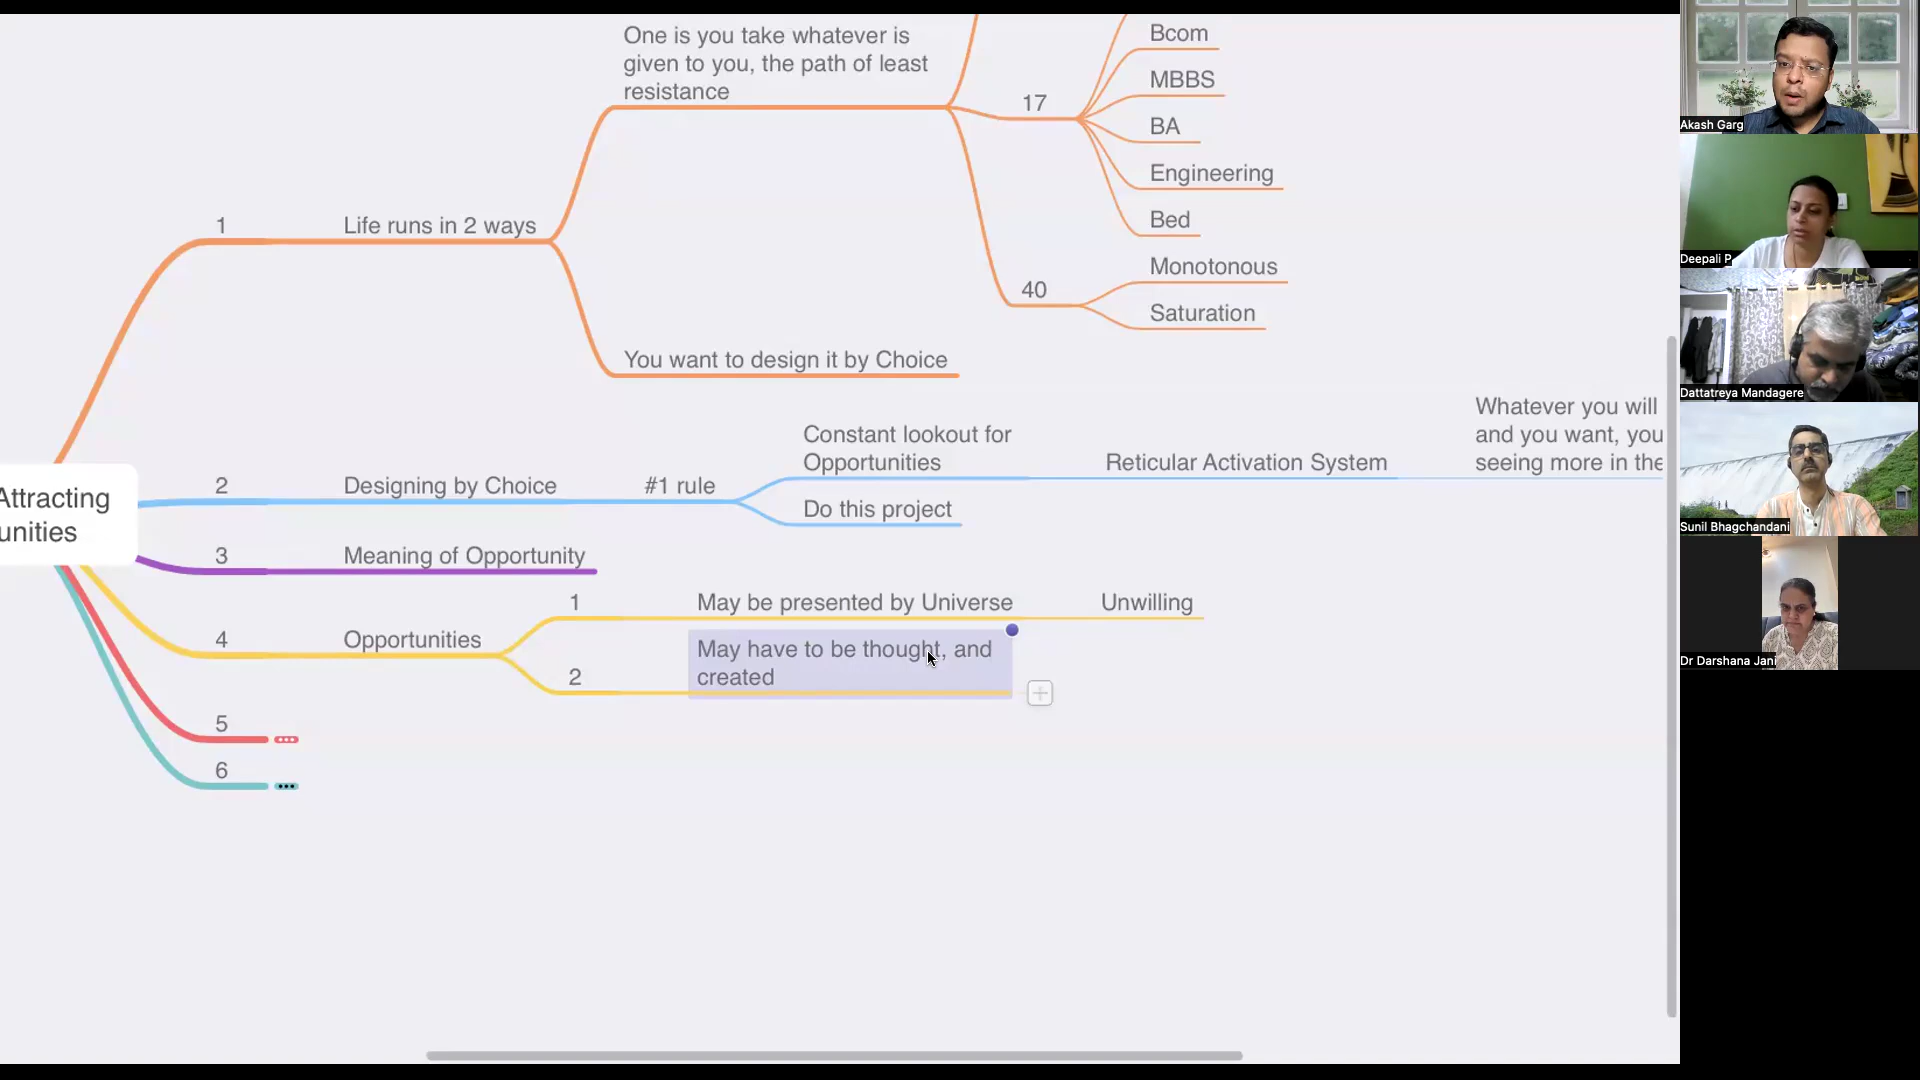 One is you take whatever is
given to you, the path of least
resistance
Bcom
MBBS
17
BA
Engineering
Bed
1
Life runs in 2 ways
Monotonous
40
Saturation
You want to design it by Choice
Whatever you will
and you want, you
seeing more in the
Constant lookout for
Opportunities
Reticular Activation System
2
Designing by Choice
#1 rule
Do this project
Attracting
unities
3
Meaning of Opportunity
1
May be presented by Universe
Unwilling
4
Opportunities
May have to be thought, and
created
2
5
6
Akash Garg
Deepali P
Dattatreya Mandagere
Sunil Bhagchandani
Dr Darshana Jani